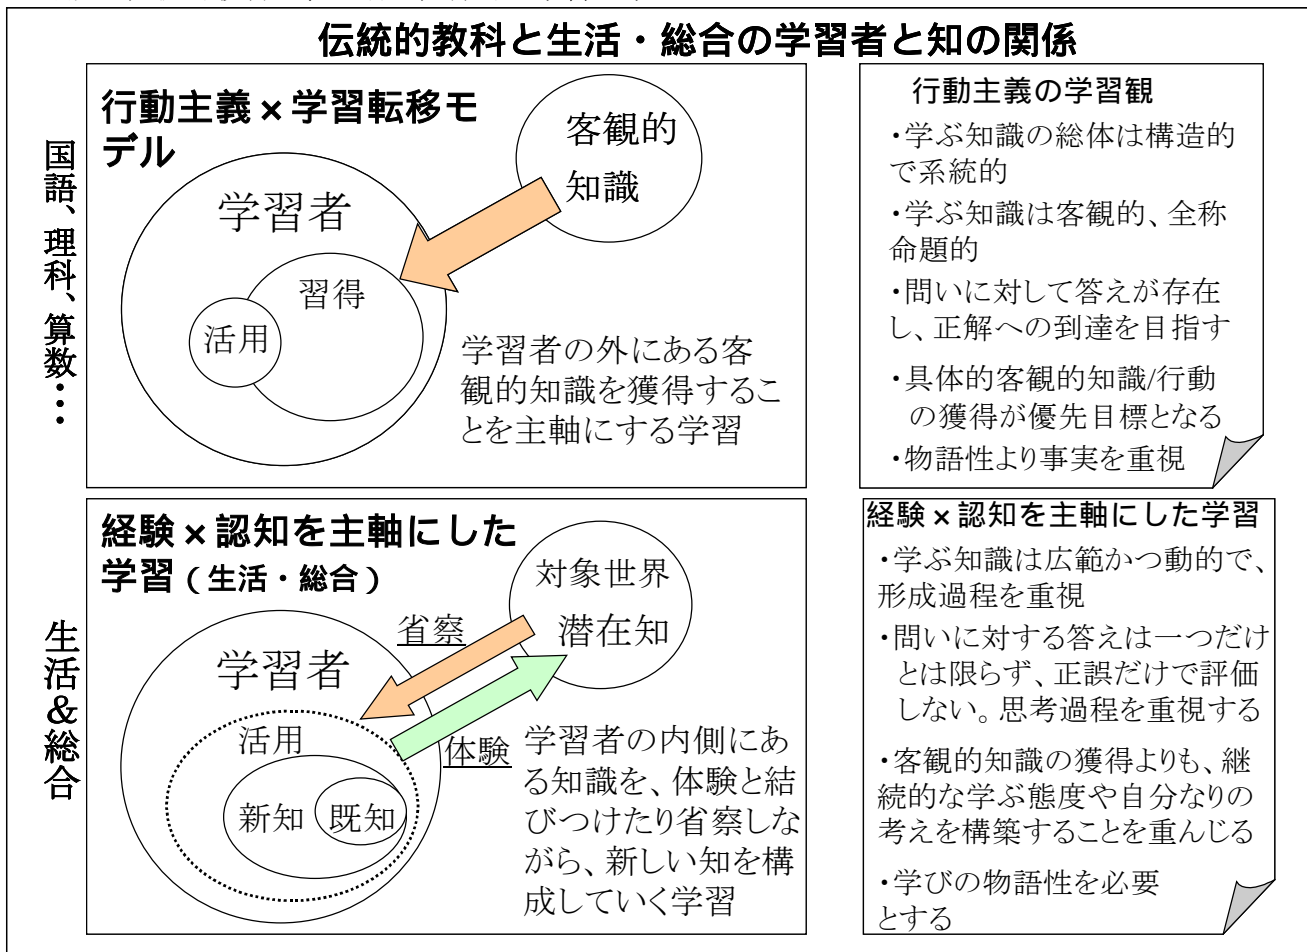 伝統的教科と生活・総合の学習者と知の関係
国語、理科、算数・・・
行動主義×学習転移モ
デル
客観的
知識
学習者
習得
活用
学習者の外にある客
観的知識を獲得するこ
とを主軸にする学習
行動主義の学習観
・学ぶ知識の総体は構造的
で系統的
・学ぶ知識は客観的、全称
命題的
・問いに対して答えが存在
し、正解への到達を目指す
・具体的客観的知識/行動
の獲得が優先目標となる
・物語性より事実を重視
生活&総合
経験×認知を主軸にした
学習(生活・総合)
対象世界
潜在知
省察
学習者
体験
活用
新知
既知
学習者の内側にあ
る知識を、体験と結
びつけたり省察しな
がら、新しい知を構
成していく学習
経験×認知を主軸にした学習
・学ぶ知識は広範かつ動的で、
形成過程を重視
・問いに対する答えは一つだけ
とは限らず、正誤だけで評価
しない。思考過程を重視する
・客観的知識の獲得よりも、継
続的な学ぶ態度や自分なりの
考えを構築することを重んじる
・学びの物語性を必要
とする